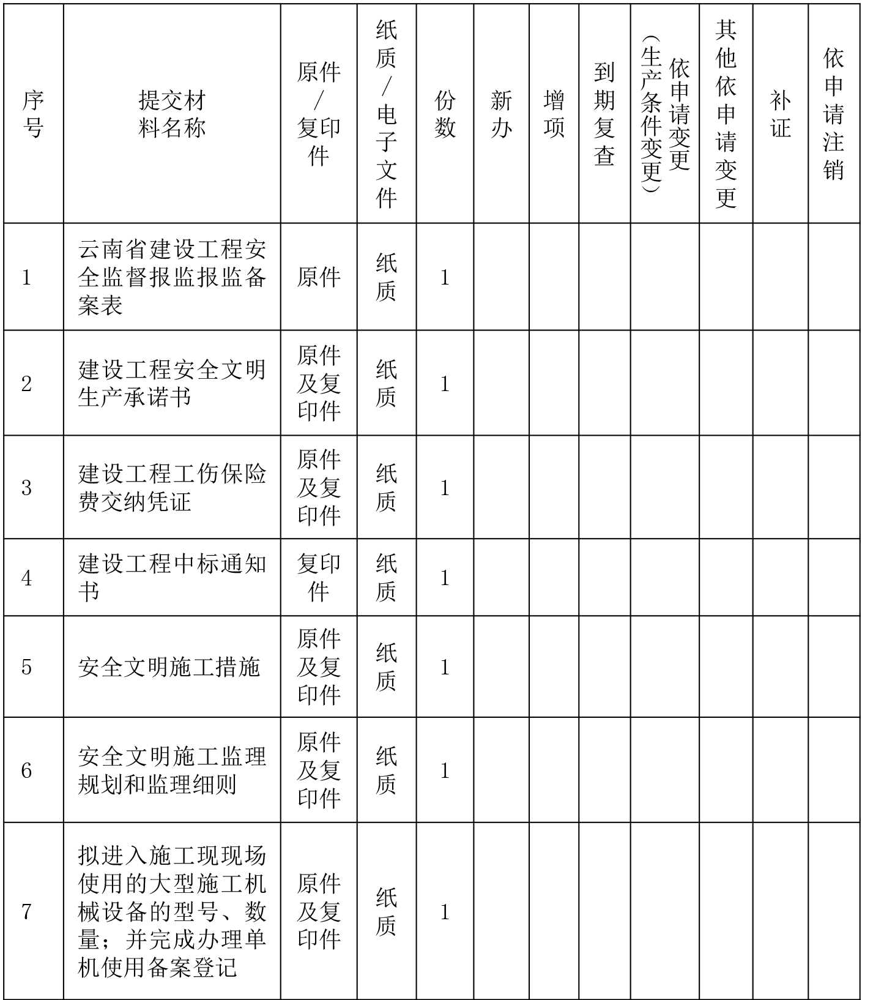 序号
提交材
料名称
原件
/
复印
件
纸质/电子文件
份数
新办
增项
到期复查
依申请变更
（生产条件变更）
其他依申请变更
补证
依申请注销
1
云南省建设工程安
全监督报监报监备
案表
原件
纸质
1
2
建设工程安全文明
生产承诺书
原件
及复
印件
纸质
1
3
建设工程工伤保险
费交纳凭证
原件
及复
印件
纸质
1
4
建设工程中标通知
书
复印
件
纸质
1
5
安全文明施工措施
原件
及复
印件
纸质
1
6
安全文明施工监理
规划和监理细则
原件
及复
印件
纸质
1
7
拟进入施工现现场
使用的大型施工机
械设备的型号、数
量；并完成办理单
机使用备案登记
原件
及复
印件
纸质
1